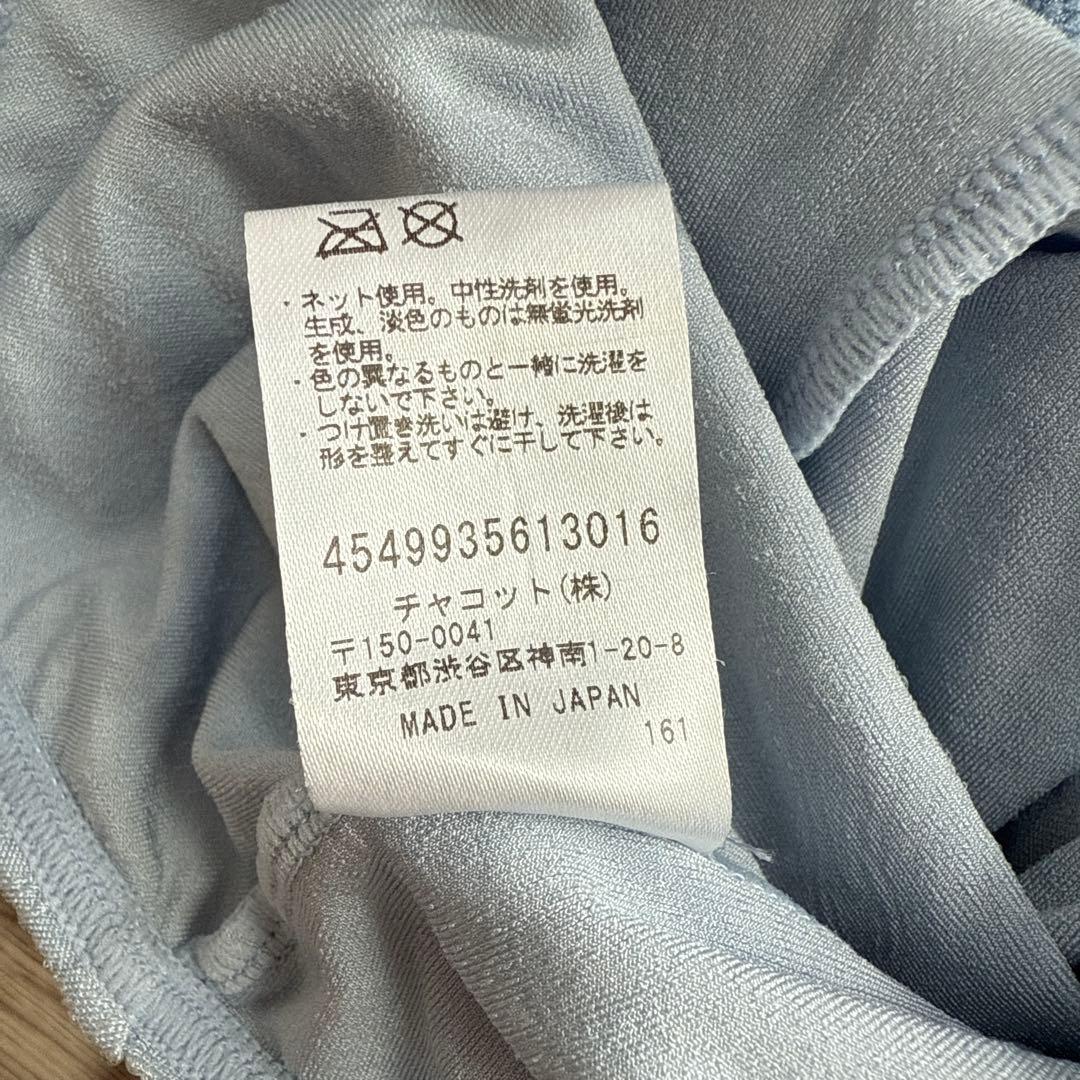 ・ネット使用。中性洗剤を使用。
生成、淡色のものは無蛍光洗剤
を使用。
・色の異なるものと一緒に洗濯を
しないで下さい。
・つけ置き洗いは避け、洗濯後は
形を整えてすぐに干して下さい。
4549935613016
チャコット(株)
〒150-0041
東京都渋谷区神南1-20-8
MADE IN JAPAN
161